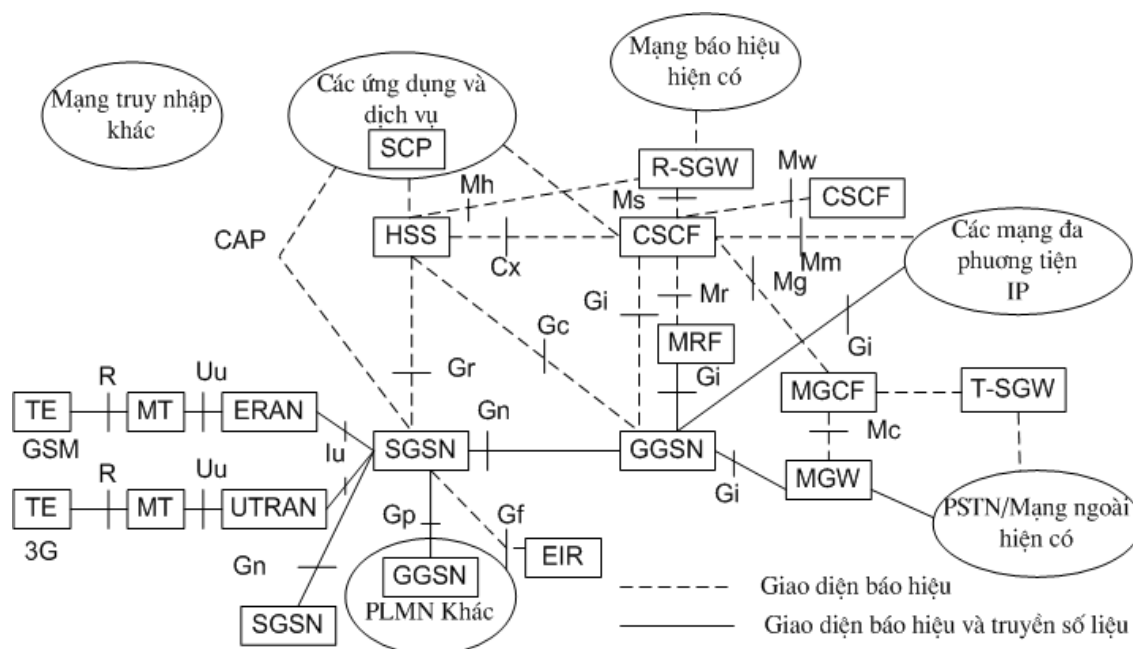 Mạng báo hiệu
hiện có
Mạng truy nhập
khác
Các ứng dụng và
dịch vụ
SCP
R-SGW
Mw
Mh
Ms
CSCF
CAP
HSS
CSCF
Cx
Mm
Các mạng đa
phương tiện
IP
Mg
Gi
Mr
Gc
MRF
Gi
Gr
Gi
R
Uu
Gn
MGCF
T-SGW
TE
MT
ERAN
GSM
Iu
SGSN
GGSN
Mc
R
Uu
Gi
MGW
TE
MT
UTRAN
3G
Gp
Gf
PSTN/Mạng ngoài
hiện có
Gn
EIR
GGSN
PLMN Khác
SGSN
Giao diện báo hiệu
Giao diện báo hiệu và truyền số liệu